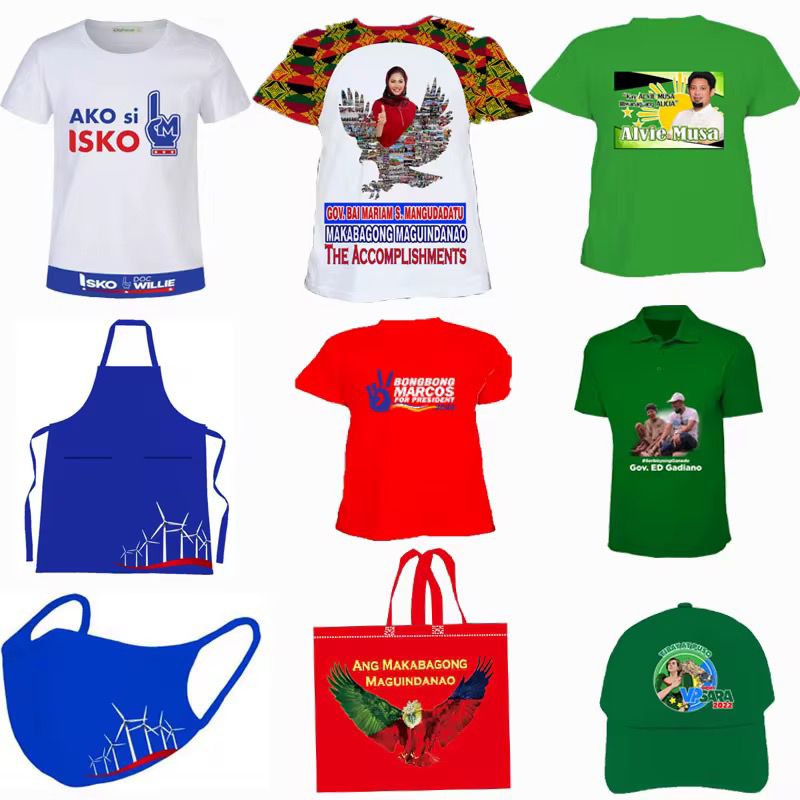 AKO si
ISKO
M
ISKO DOC WILLIE
GOV. BAI MARIAM S. MANGUDADATU
MAKABAGONG MAGUINDANAO
THE ACCOMPLISHMENTS
ALICIA"
Alvie Musa
BONGBONG
MARCOS
FOR PRESIDENT
Gov. ED Gadiano
ANG MAKABAGONG
MAGUINDANAO
VP SARA
2022